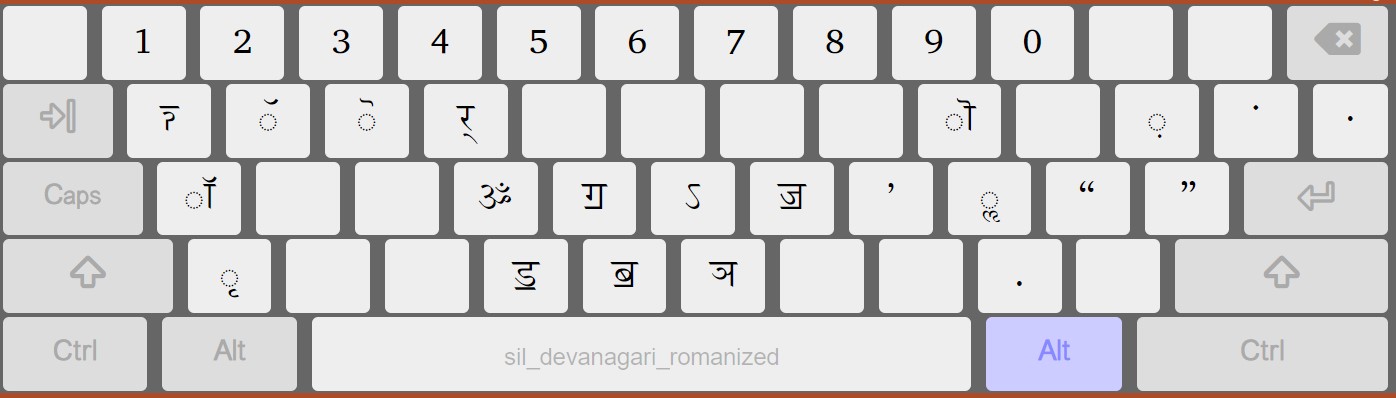 1 2 3 4 5 6 7 8 9 0
ॽ ॅ ॆ र् ॊ ़ ˙ ·
Caps ॉ ॐ ॻ ऽ ॼ ’ ॢ “ ”
ृ ॾ ॿ ञ .
Ctrl Alt sil_devanagari_romanized Alt Ctrl